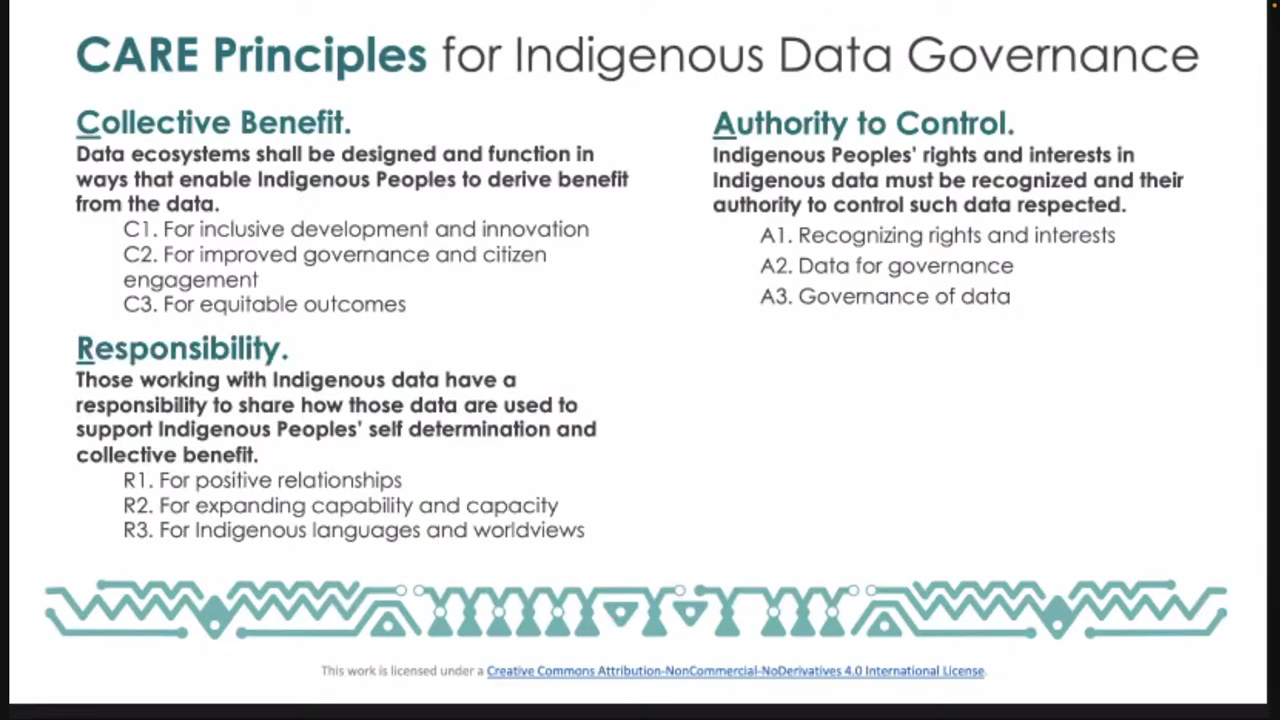 CARE Principles for Indigenous Data Governance
Collective Benefit.
Data ecosystems shall be designed and function in
ways that enable Indigenous Peoples to derive benefit
from the data.
C1. For inclusive development and innovation
C2. For improved governance and citizen
engagement
C3. For equitable outcomes
Authority to Control.
Indigenous Peoples' rights and interests in
Indigenous data must be recognized and their
authority to control such data respected.
A1. Recognizing rights and interests
A2. Data for governance
A3. Governance of data
Responsibility.
Those working with Indigenous data have a
responsibility to share how those data are used to
support Indigenous Peoples' self determination and
collective benefit.
R1. For positive relationships
R2. For expanding capability and capacity
R3. For Indigenous languages and worldviews
This work is licensed under a Creative Commons Attribution-NonCommercial-NoDerivatives 4.0 International License.